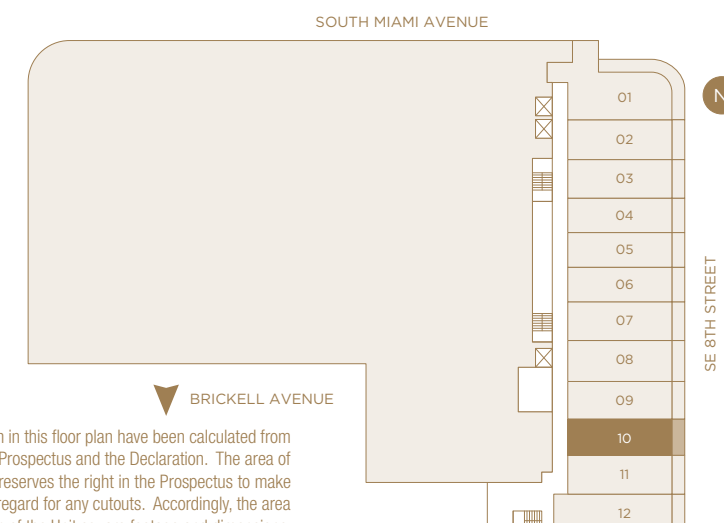 SOUTH MIAMI AVENUE
N
01
02
03
04
05
06
07
08
09
10
11
12
SE 8TH STREET
BRICKELL AVENUE
in this floor plan have been calculated from
Prospectus and the Declaration. The area of
reserves the right in the Prospectus to make
regard for any cutouts. Accordingly, the area